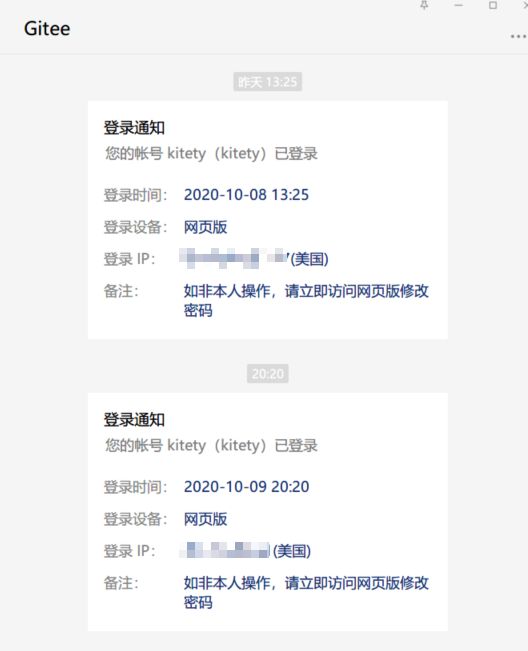 Gitee
昨天 13:25
登录通知
您的帐号 kitety（kitety）已登录
登录时间： 2020-10-08 13:25
登录设备： 网页版
登录 IP： (美国)
备注： 如非本人操作，请立即访问网页版修改
密码
20:20
登录通知
您的帐号 kitety（kitety）已登录
登录时间： 2020-10-09 20:20
登录设备： 网页版
登录 IP： (美国)
备注： 如非本人操作，请立即访问网页版修改
密码